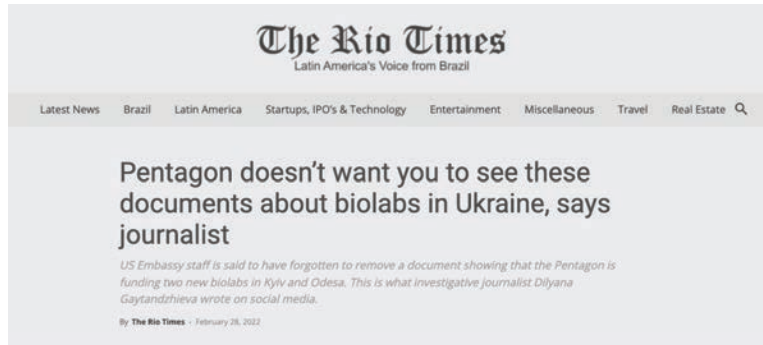 The Rio Times
Latin America's Voice from Brazil
Latest News Brazil Latin America Startups, IPO's & Technology Entertainment Miscellaneous Travel Real Estate
Pentagon doesn't want you to see these
documents about biolabs in Ukraine, says
journalist
US Embassy staff is said to have forgotten to remove a document showing that the Pentagon is
funding two new biolabs in Kyiv and Odesa. This is what investigative journalist Dilyana
Gaytandzhieva wrote on social media.
By The Rio Times - February 28, 2022